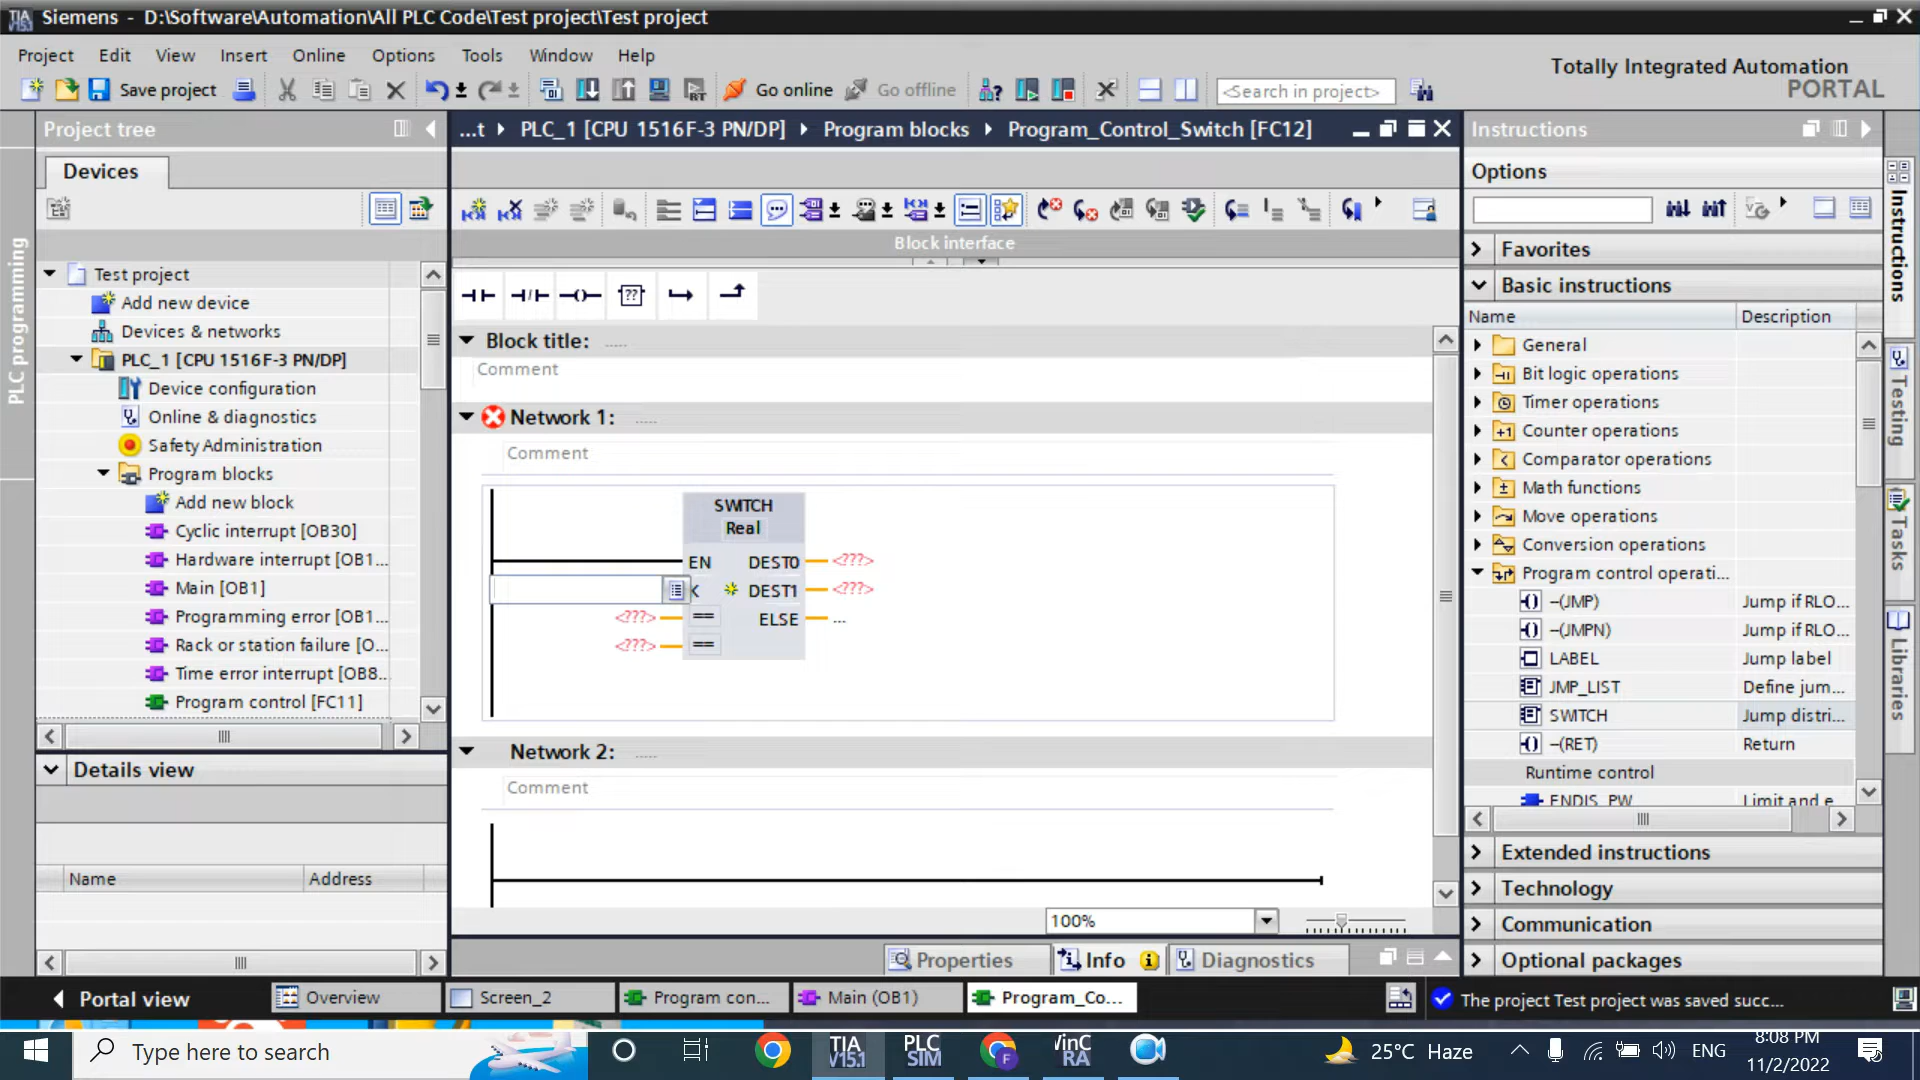 Siemens - D:\Software\Automation\All PLC Code\Test project\Test project
Project Edit View Insert Online Options Tools Window Help
Totally Integrated Automation
PORTAL
Save project
Go online
Go offline
<Search in project>
Project tree
...t PLC_1 [CPU 1516F-3 PN/DP] Program blocks Program_Control_Switch [FC12]
Instructions
Devices
Options
PLC programming
Block interface
Test project
Add new device
Devices & networks
PLC_1 [CPU 1516F-3 PN/DP]
Device configuration
Online & diagnostics
Safety Administration
Program blocks
Add new block
Cyclic interrupt [OB30]
Hardware interrupt [OB1...
Main [OB1]
Programming error [OB1...
Rack or station failure [O...
Time error interrupt [OB8...
Program control [FC11]
Details view
Name Address
??
Block title: .....
Comment
Network 1: .....
Comment
SWITCH
Real
EN DEST0 <???>
K DEST1 <???>
<???> == ELSE ...
<???> ==
Network 2: .....
Comment
100%
Properties Info Diagnostics
Favorites
Basic instructions
Name Description
General
Bit logic operations
Timer operations
Counter operations
Comparator operations
Math functions
Move operations
Conversion operations
Program control operati...
-(JMP) Jump if RLO...
-(JMPN) Jump if RLO...
LABEL Jump label
JMP_LIST Define jum...
SWITCH Jump distri...
-(RET) Return
Runtime control
ENDIS_PW Limit and e
Extended instructions
Technology
Communication
Optional packages
Instructions
Testing
Tasks
Libraries
Portal view
Overview
Screen_2
Program con...
Main (OB1)
Program_Co...
The project Test project was saved succ...
Type here to search
TIA V15.1
PLC SIM
WinC RA
25°C Haze
ENG
8:08 PM
11/2/2022